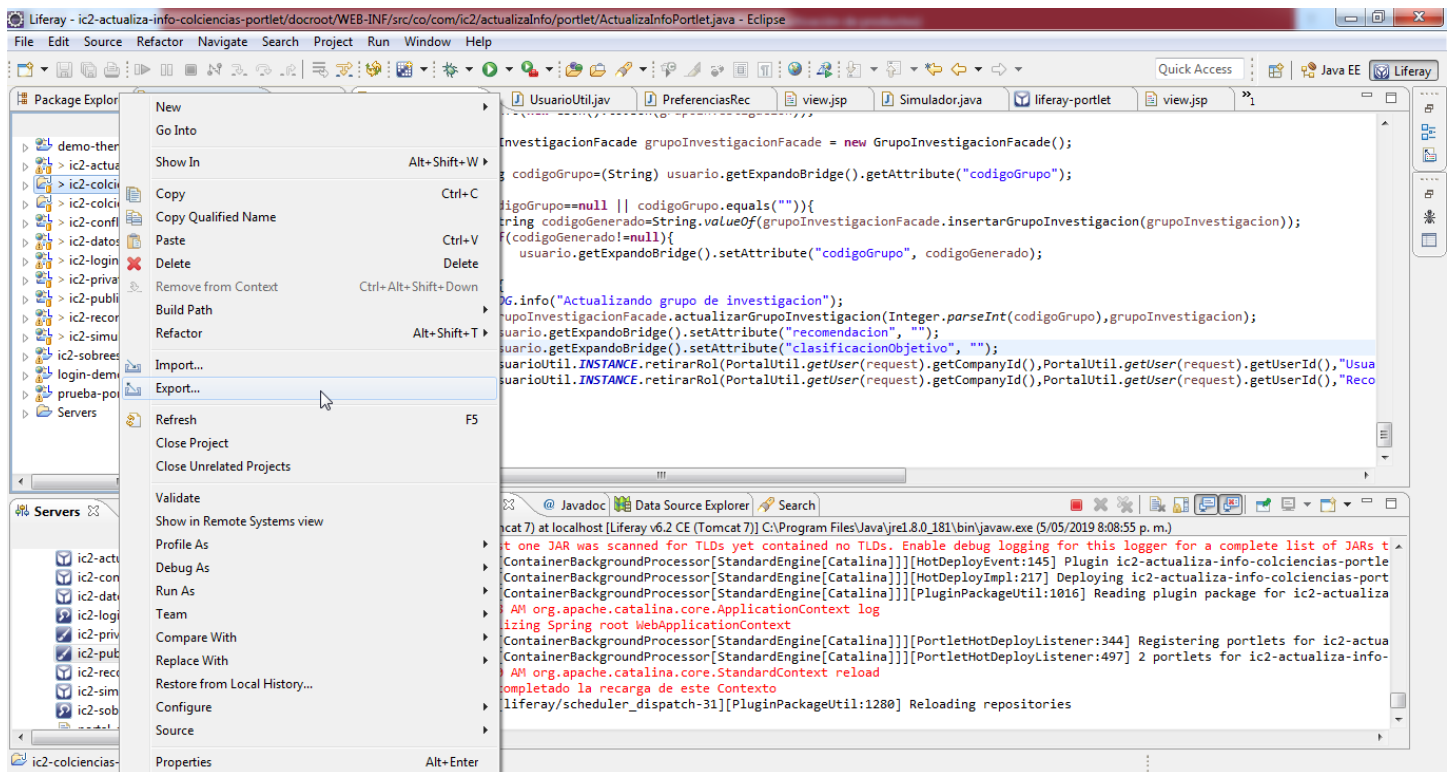 Liferay - ic2-actualiza-info-colciencias-portlet/docroot/WEB-INF/src/co/com/ic2/actualizaInfo/portlet/ActualizaInfoPortlet.java - Eclipse
File Edit Source Refactor Navigate Search Project Run Window Help
Quick Access Java EE Liferay
Package Explor UsuarioUtil.jav PreferenciasRec view.jsp Simulador.java liferay-portlet view.jsp »1
demo-ther
> ic2-actua
> ic2-colci
> ic2-colci
> ic2-confl
> ic2-datos
> ic2-login
> ic2-priva
> ic2-publi
> ic2-recor
> ic2-simu
ic2-sobrees
login-demo
prueba-por
Servers
New
Go Into
Show In Alt+Shift+W
Copy Ctrl+C
Copy Qualified Name
Paste Ctrl+V
Delete Delete
Remove from Context Ctrl+Alt+Shift+Down
Build Path
Refactor Alt+Shift+T
Import...
Export...
Refresh F5
Close Project
Close Unrelated Projects
Validate
Show in Remote Systems view
Profile As
Debug As
Run As
Team
Compare With
Replace With
Restore from Local History...
Configure
Source
Properties Alt+Enter
InvestigacionFacade grupoInvestigacionFacade = new GrupoInvestigacionFacade();
codigoGrupo=(String) usuario.getExpandoBridge().getAttribute("codigoGrupo");
digoGrupo==null || codigoGrupo.equals("")){
tring codigoGenerado=String.valueOf(grupoInvestigacionFacade.insertarGrupoInvestigacion(grupoInvestigacion));
f(codigoGenerado!=null){
usuario.getExpandoBridge().setAttribute("codigoGrupo", codigoGenerado);
{
OG.info("Actualizando grupo de investigacion");
rupoInvestigacionFacade.actualizarGrupoInvestigacion(Integer.parseInt(codigoGrupo),grupoInvestigacion);
suario.getExpandoBridge().setAttribute("recomendacion", "");
suario.getExpandoBridge().setAttribute("clasificacionObjetivo", "");
suarioUtil.INSTANCE.retirarRol(PortalUtil.getUser(request).getCompanyId(),PortalUtil.getUser(request).getUserId(),"Usua
suarioUtil.INSTANCE.retirarRol(PortalUtil.getUser(request).getCompanyId(),PortalUtil.getUser(request).getUserId(),"Reco
Servers
ic2-actu
ic2-con
ic2-date
ic2-logi
ic2-priv
ic2-pub
ic2-reco
ic2-sim
ic2-sob
@ Javadoc Data Source Explorer Search
ncat 7) at localhost [Liferay v6.2 CE (Tomcat 7)] C:\Program Files\Java\jre1.8.0_181\bin\javaw.exe (5/05/2019 8:08:55 p. m.)
st one JAR was scanned for TLDs yet contained no TLDs. Enable debug logging for this logger for a complete list of JARs t
[ContainerBackgroundProcessor[StandardEngine[Catalina]]][HotDeployEvent:145] Plugin ic2-actualiza-info-colciencias-portle
[ContainerBackgroundProcessor[StandardEngine[Catalina]]][HotDeployImpl:217] Deploying ic2-actualiza-info-colciencias-port
[ContainerBackgroundProcessor[StandardEngine[Catalina]]][PluginPackageUtil:1016] Reading plugin package for ic2-actualiza
AM org.apache.catalina.core.ApplicationContext log
lizing Spring root WebApplicationContext
[ContainerBackgroundProcessor[StandardEngine[Catalina]]][PortletHotDeployListener:344] Registering portlets for ic2-actua
[ContainerBackgroundProcessor[StandardEngine[Catalina]]][PortletHotDeployListener:497] 2 portlets for ic2-actualiza-info-
AM org.apache.catalina.core.StandardContext reload
ompletado la recarga de este Contexto
[liferay/scheduler_dispatch-31][PluginPackageUtil:1280] Reloading repositories
ic2-colciencias-